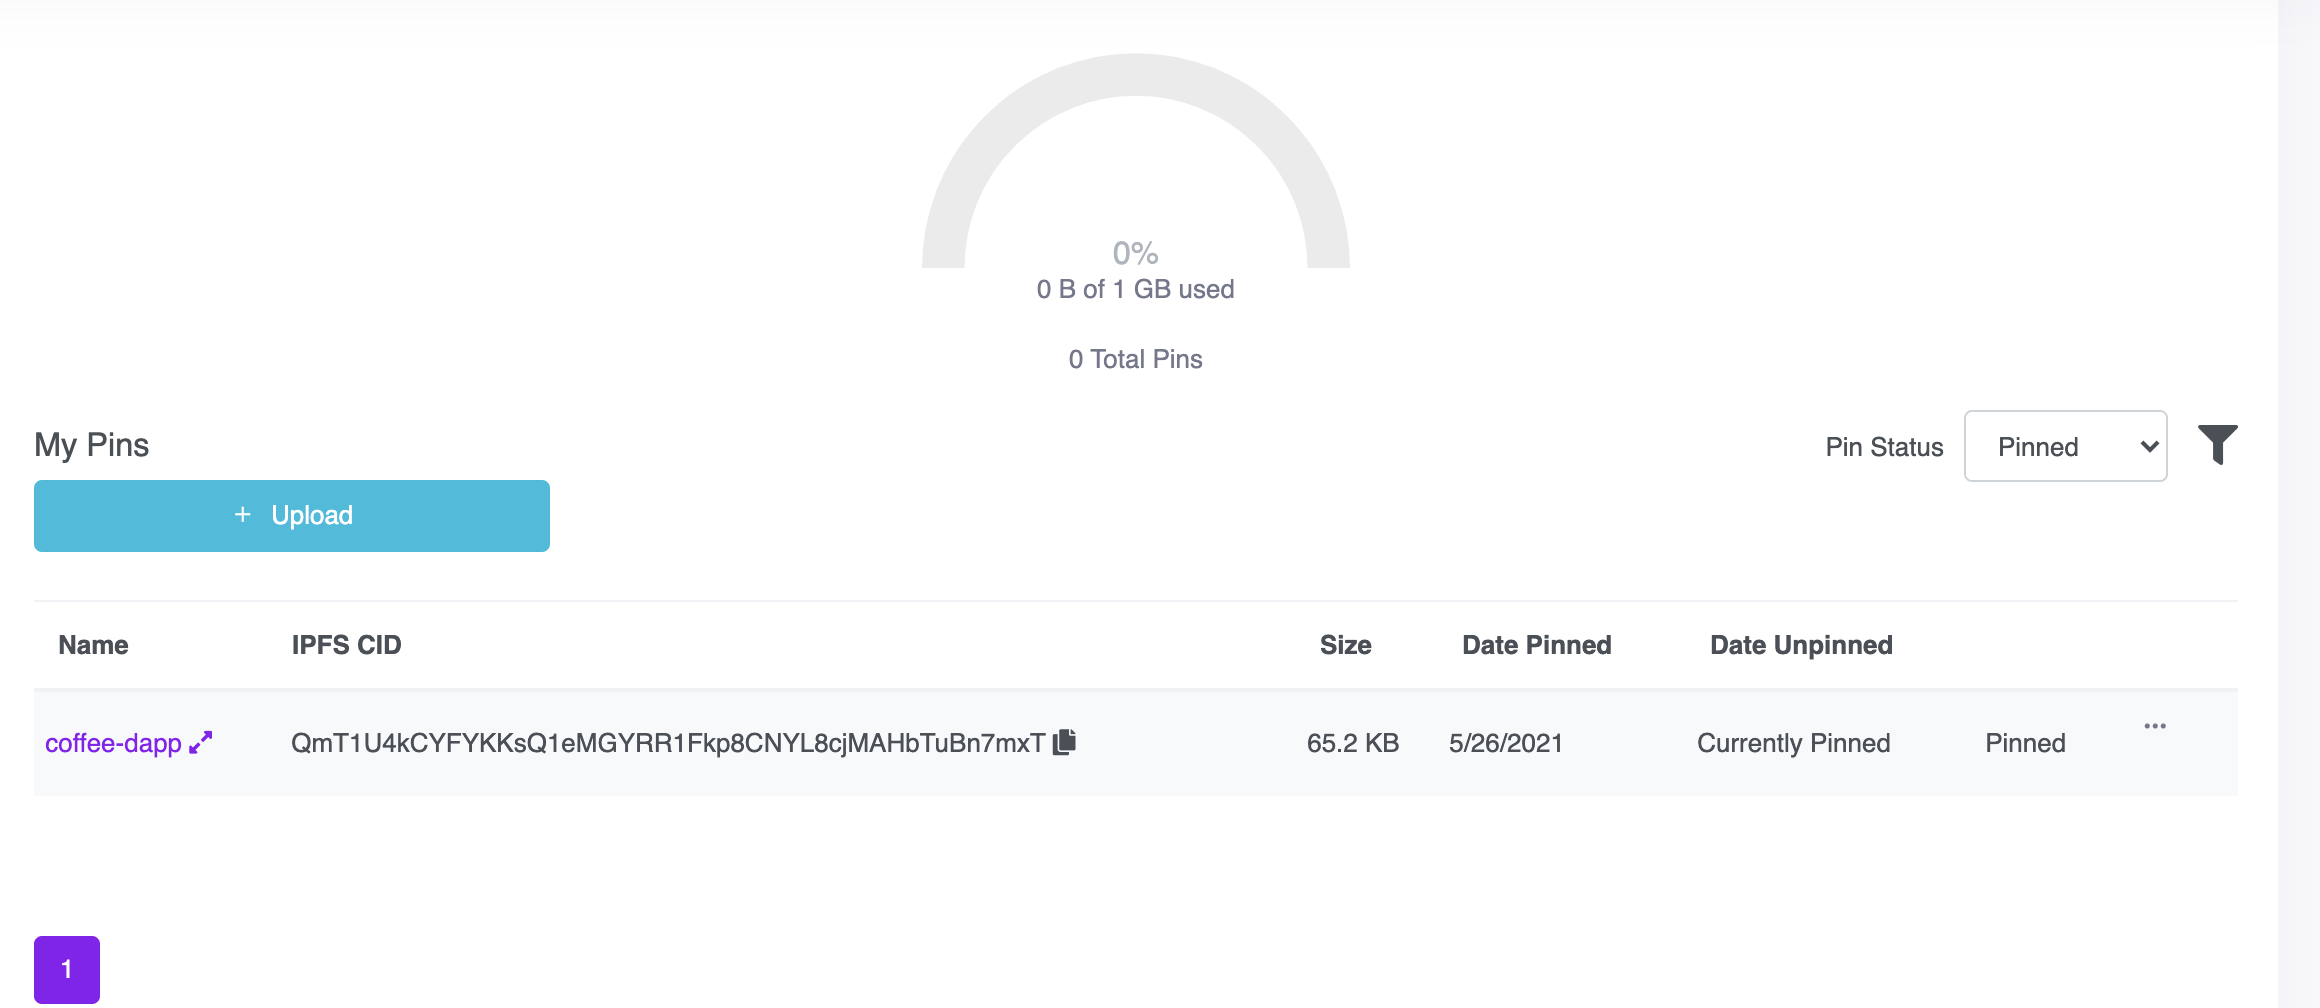 0%
0 B of 1 GB used
0 Total Pins
My Pins
Pin Status Pinned
+ Upload
Name IPFS CID Size Date Pinned Date Unpinned
coffee-dapp QmT1U4kCYFYKKsQ1eMGYRR1Fkp8CNYL8cjMAHbTuBn7mxT 65.2 KB 5/26/2021 Currently Pinned Pinned ...
1